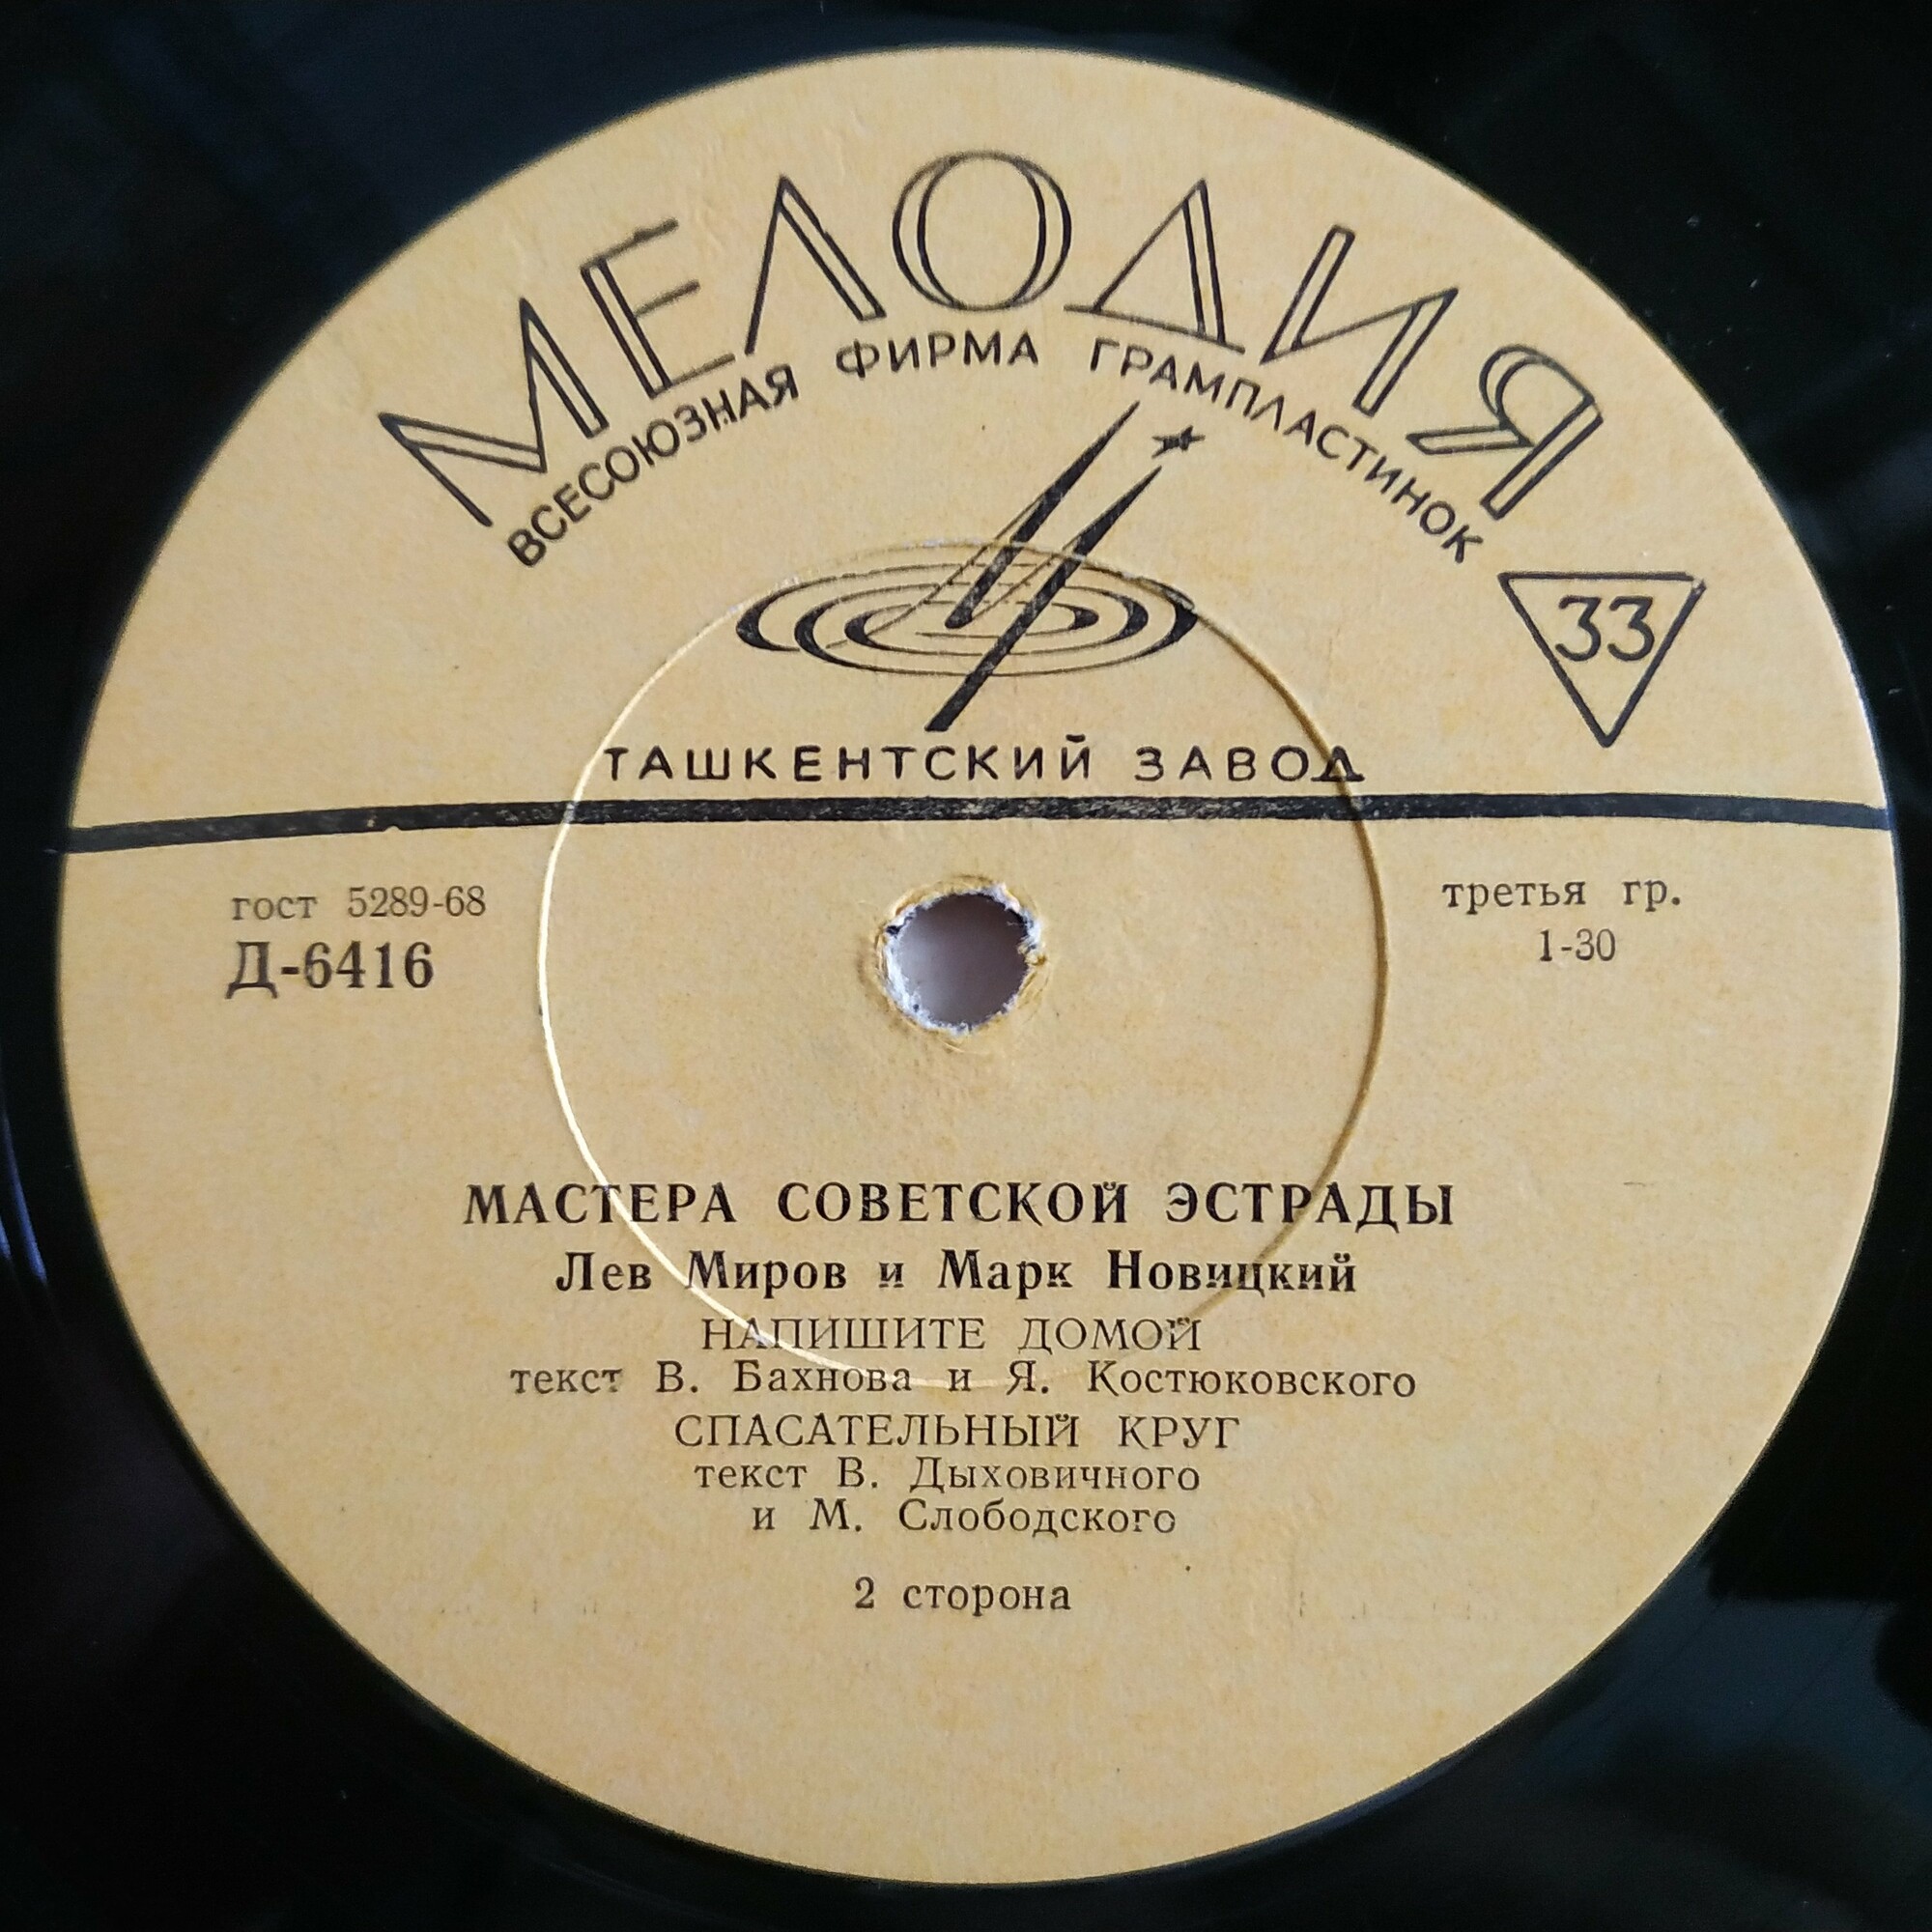 МЕЛОДИЯ
ВСЕСОЮЗНАЯ ФИРМА ГРАМПЛАСТИНОК
33
ТАШКЕНТСКИЙ ЗАВОД
гост 5289-68
Д-6416
третья гр.
1-30
МАСТЕРА СОВЕТСКОЙ ЭСТРАДЫ
Лев Миров и Марк Новицкий
НАПИШИТЕ ДОМОЙ
текст В. Бахнова и Я. Костюковского
СПАСАТЕЛЬНЫЙ КРУГ
текст В. Дыховичного
и М. Слободского
2 сторона